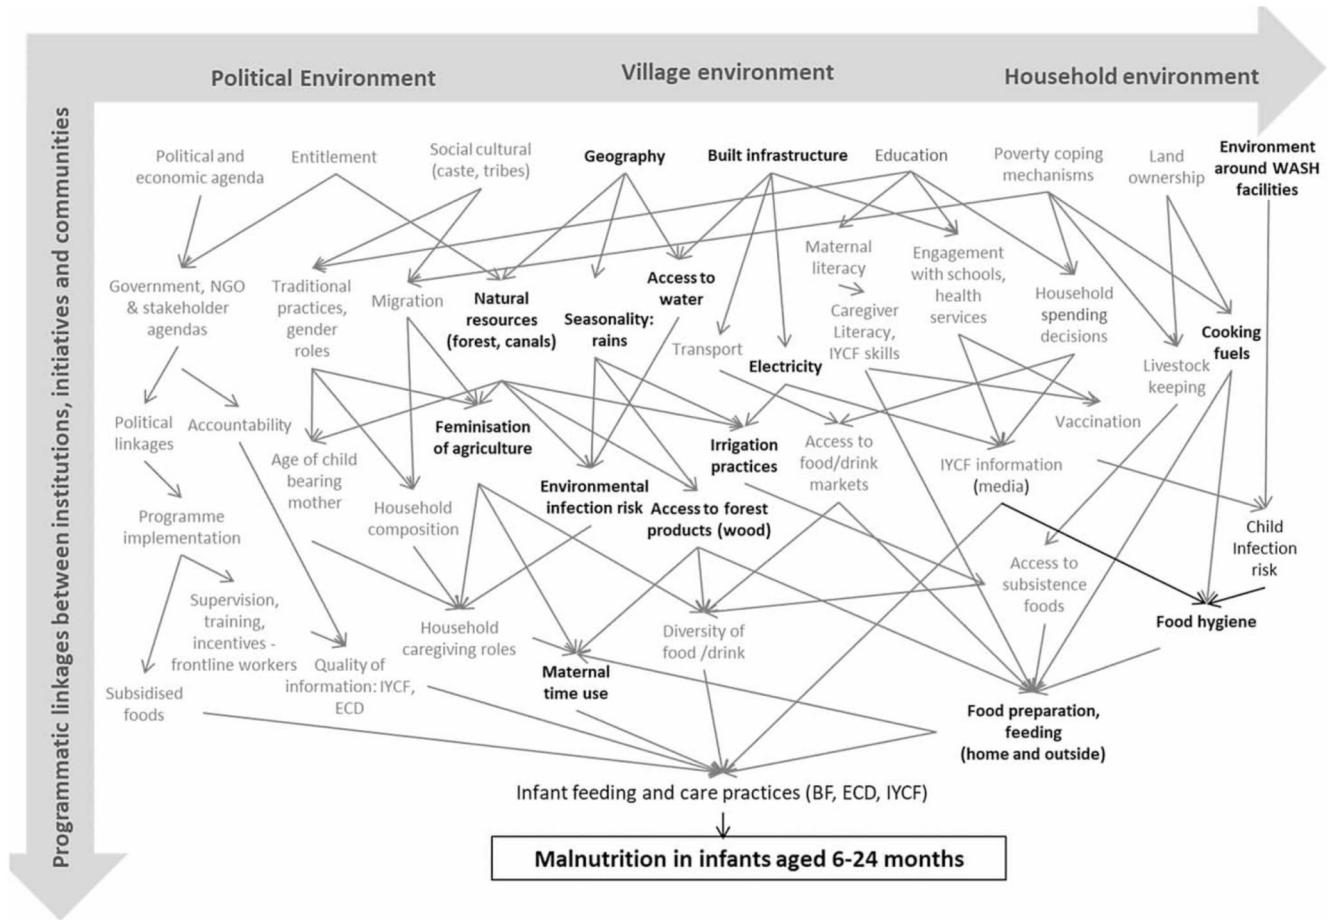 Political Environment
Village environment
Household environment
Programmatic linkages between institutions, initiatives and communities
Political and
economic agenda
Entitlement
Social cultural
(caste, tribes)
Geography
Built infrastructure
Education
Poverty coping
mechanisms
Land
ownership
Environment
around WASH
facilities
Government, NGO
& stakeholder
agendas
Traditional
practices,
gender
roles
Migration
Natural
resources
(forest, canals)
Seasonality:
rains
Access to
water
Transport
Electricity
Maternal
literacy
Caregiver
Literacy,
IYCF skills
Engagement
with schools,
health
services
Household
spending
decisions
Livestock
keeping
Cooking
fuels
Political
linkages
Accountability
Age of child
bearing
mother
Feminisation
of agriculture
Household
composition
Environmental
infection risk
Access to forest
products (wood)
Irrigation
practices
Access to
food/drink
markets
IYCF information
(media)
Vaccination
Programme
implementation
Access to
subsistence
foods
Child
Infection
risk
Supervision,
training,
incentives -
frontline workers
Quality of
information: IYCF,
ECD
Household
caregiving roles
Maternal
time use
Diversity of
food /drink
Food hygiene
Subsidised
foods
Food preparation,
feeding
(home and outside)
Infant feeding and care practices (BF, ECD, IYCF)
Malnutrition in infants aged 6-24 months